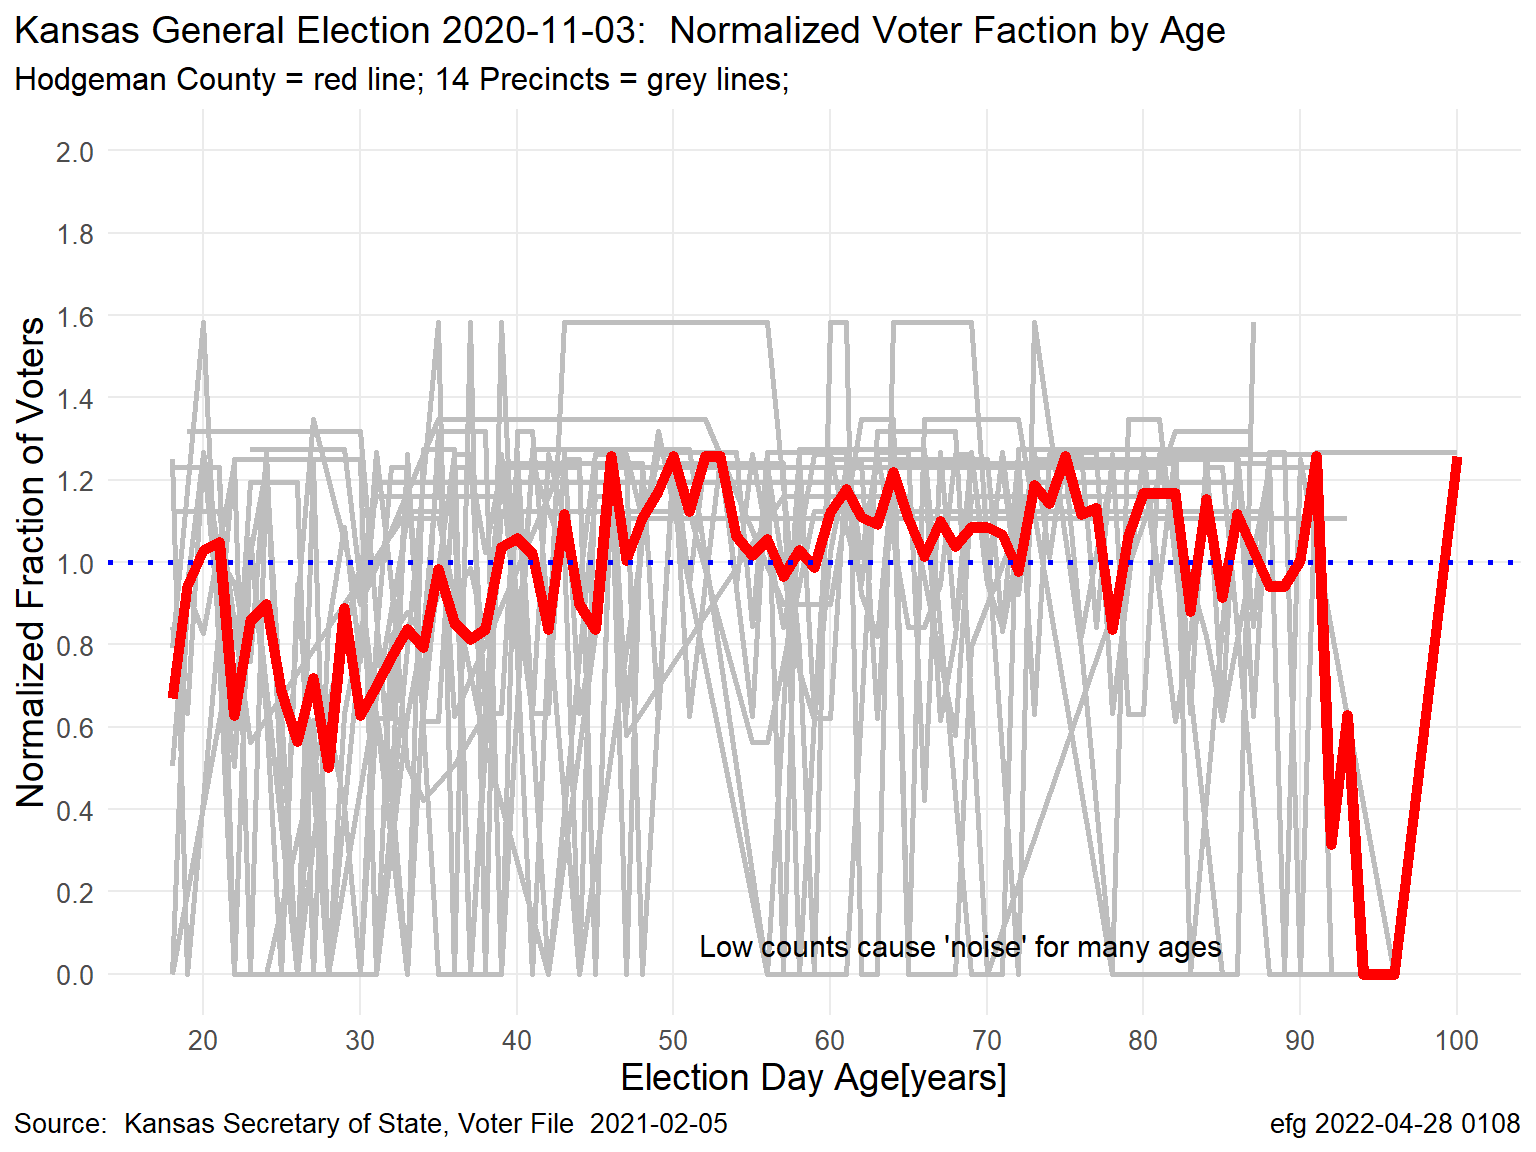 Kansas General Election 2020-11-03:  Normalized Voter Faction by Age
Hodgeman County = red line; 14 Precincts = grey lines;
Normalized Fraction of Voters
2.0
1.8
1.6
1.4
1.2
1.0
0.8
0.6
0.4
0.2
0.0
Low counts cause 'noise' for many ages
20 30 40 50 60 70 80 90 100
Election Day Age[years]
Source:  Kansas Secretary of State, Voter File  2021-02-05
efg 2022-04-28 0108